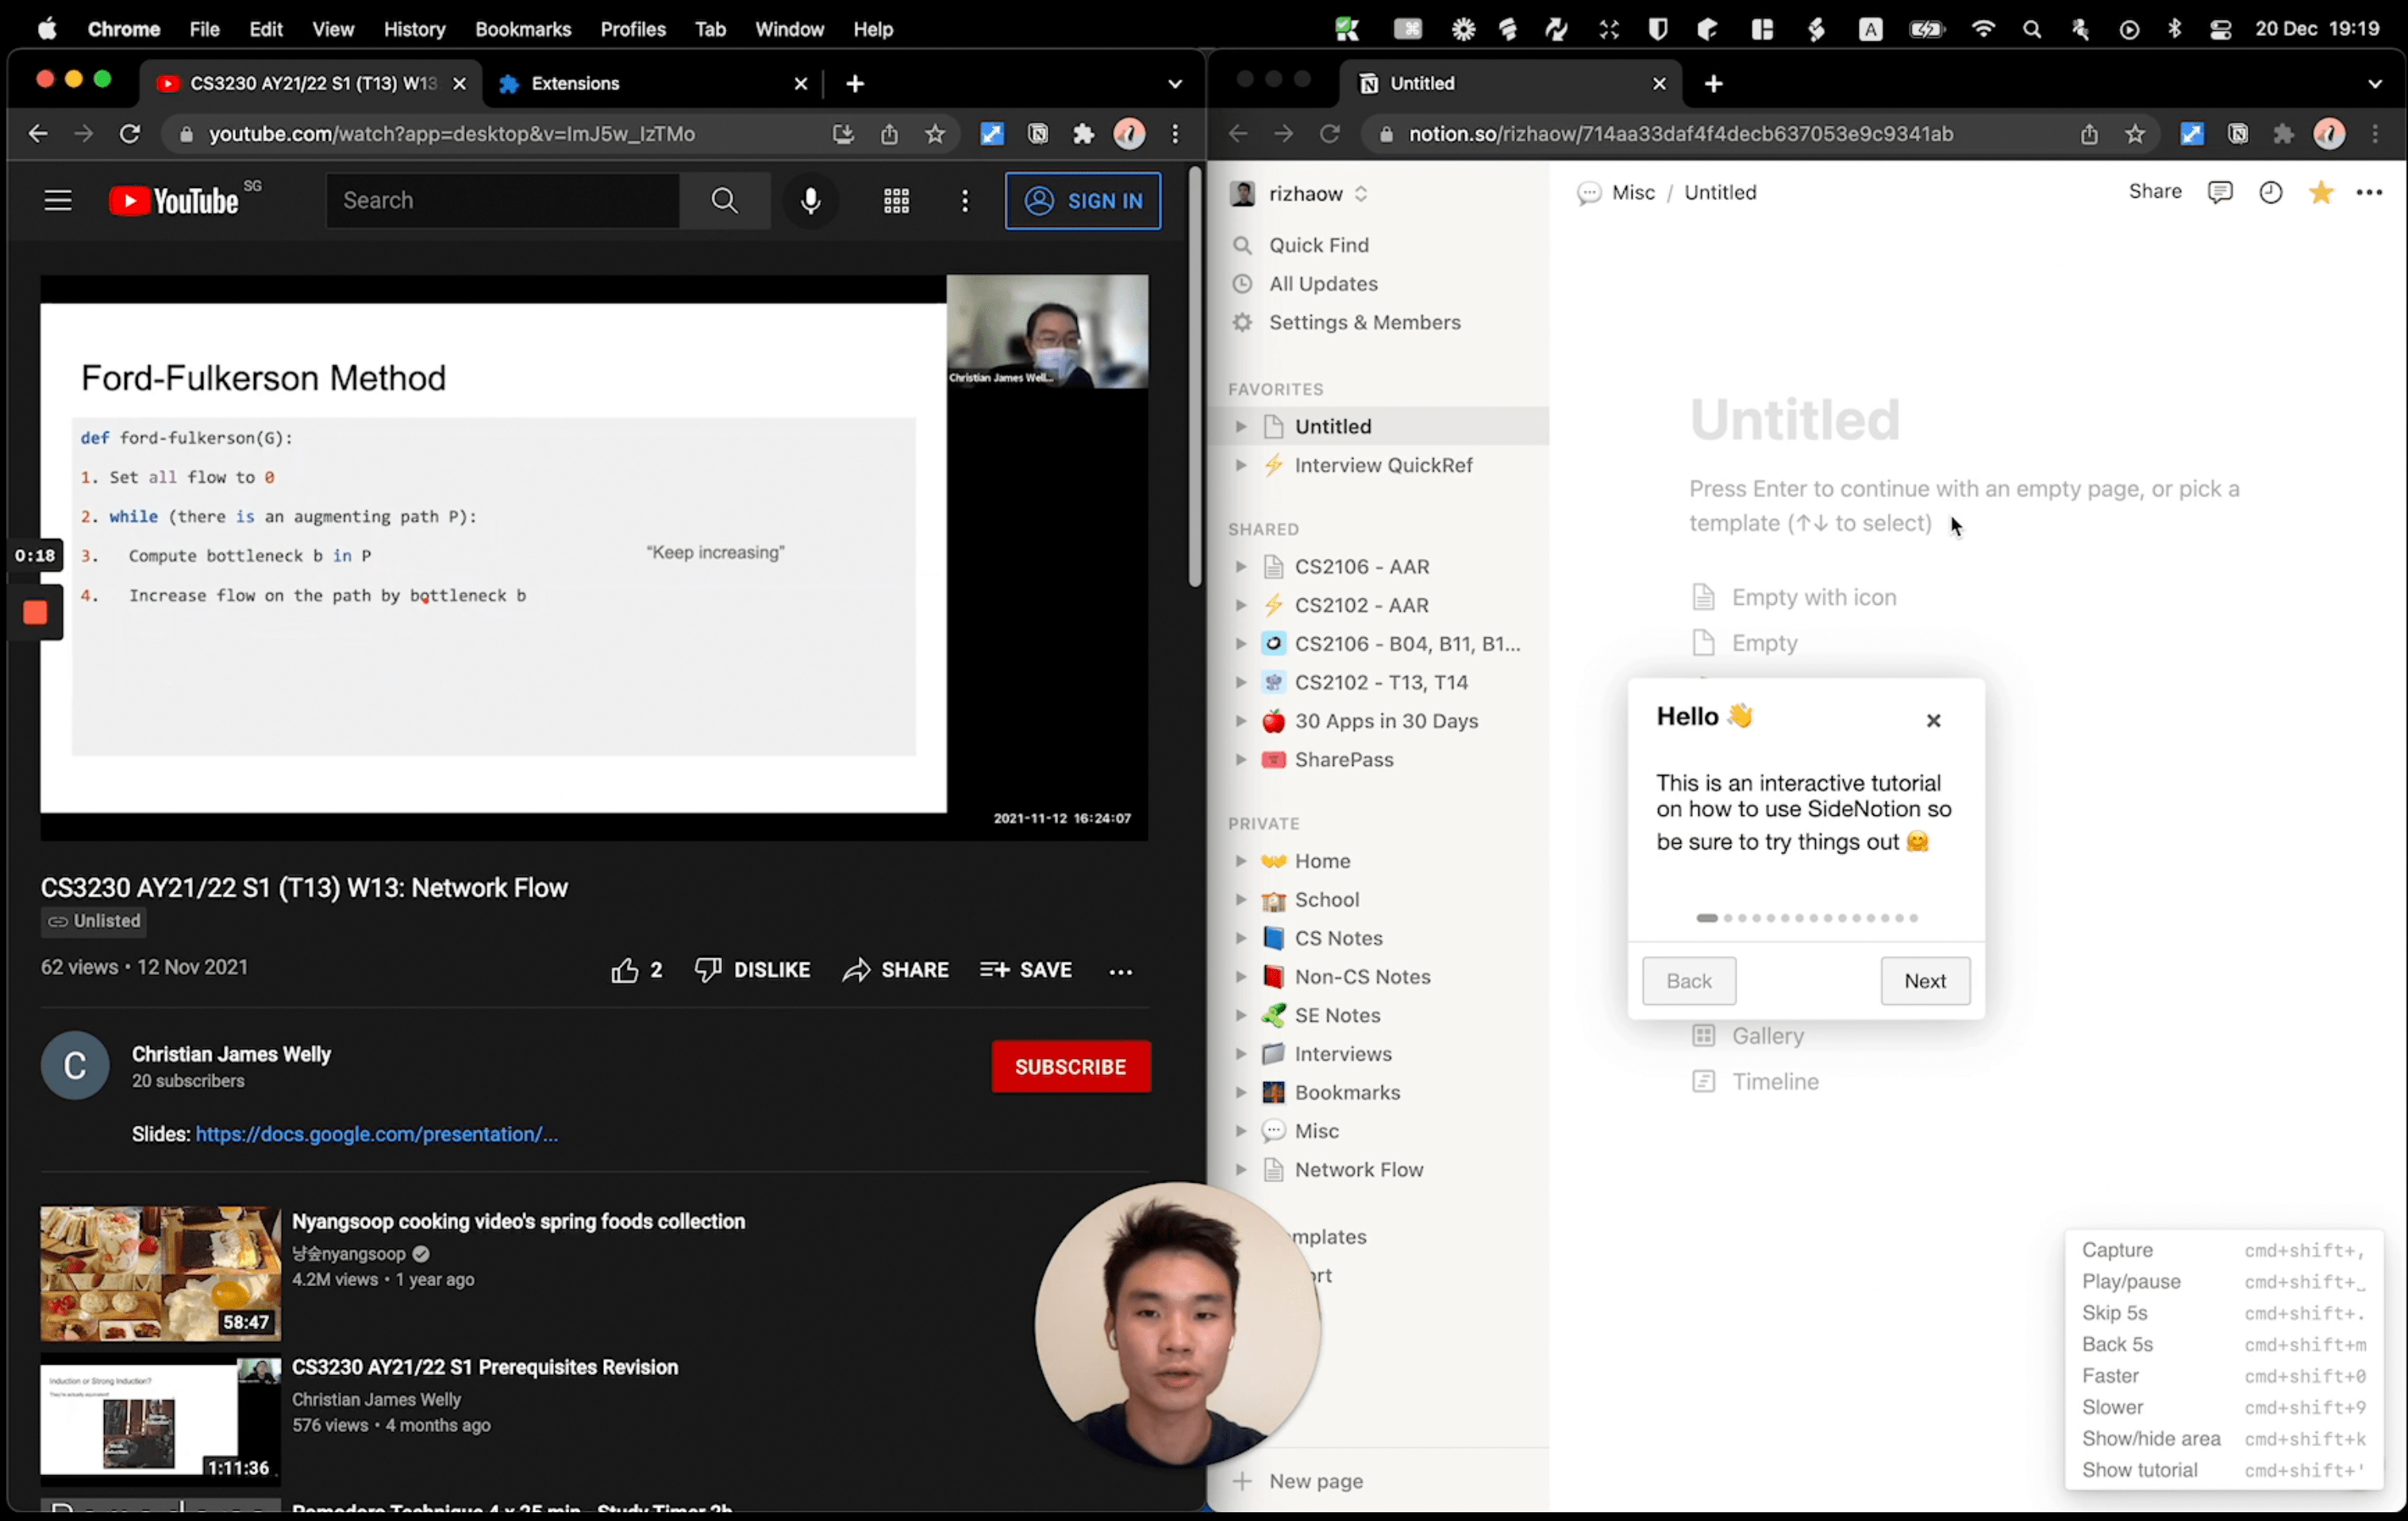 Chrome File Edit View History Bookmarks Profiles Tab Window Help
A
20 Dec 19:19
CS3230 AY21/22 S1 (T13) W13
Extensions
youtube.com/watch?app=desktop&v=ImJ5w_IzTMo
YouTube SG
Search
SIGN IN
Ford-Fulkerson Method
def ford-fulkerson(G):
1. Set all flow to 0
2. while (there is an augmenting path P):
3. Compute bottleneck b in P
"Keep increasing"
4. Increase flow on the path by bottleneck b
Christian James Wel...
2021-11-12 16:24:07
0:18
CS3230 AY21/22 S1 (T13) W13: Network Flow
Unlisted
62 views • 12 Nov 2021
2 DISLIKE SHARE SAVE
C
Christian James Welly
20 subscribers
SUBSCRIBE
Slides: https://docs.google.com/presentation/...
Nyangsoop cooking video's spring foods collection
냥숲nyangsoop
4.2M views • 1 year ago
58:47
Induction or Strong Induction?
CS3230 AY21/22 S1 Prerequisites Revision
Christian James Welly
576 views • 4 months ago
1:11:36
Pomodoro Technique 4 x 25 min - Study Timer 2h
Untitled
notion.so/rizhaow/714aa33daf4f4decb637053e9c9341ab
rizhaow
Quick Find
All Updates
Settings & Members
FAVORITES
Untitled
Interview QuickRef
SHARED
CS2106 - AAR
CS2102 - AAR
CS2106 - B04, B11, B1...
CS2102 - T13, T14
30 Apps in 30 Days
SharePass
PRIVATE
Home
School
CS Notes
Non-CS Notes
SE Notes
Interviews
Bookmarks
Misc
Network Flow
mplates
rt
New page
Misc / Untitled
Share
Untitled
Press Enter to continue with an empty page, or pick a
template (↑↓ to select)
Empty with icon
Empty
Hello 👋
This is an interactive tutorial
on how to use SideNotion so
be sure to try things out 🤗
Back
Next
Gallery
Timeline
Capture cmd+shift+,
Play/pause cmd+shift+␣
Skip 5s cmd+shift+.
Back 5s cmd+shift+m
Faster cmd+shift+0
Slower cmd+shift+9
Show/hide area cmd+shift+k
Show tutorial cmd+shift+'